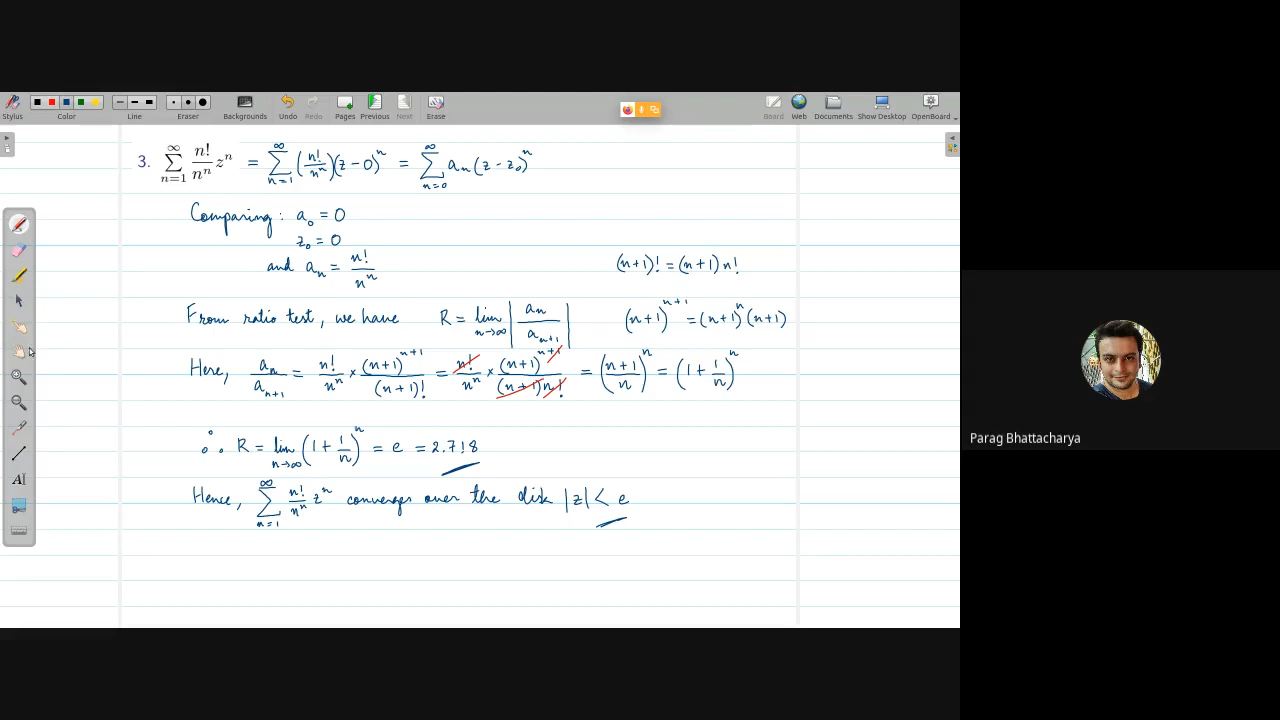 Stylus Color Line Eraser Backgrounds Undo Redo Pages Previous Next Erase Board Web Documents Show Desktop OpenBoard
3. ∞ ∑ n=1 n!/n^n z^n = ∞ ∑ n=1 (n!/n^n)(z-0)^n = ∞ ∑ n=0 a_n (z-z_0)^n
Comparing: a_0 = 0
z_0 = 0
and a_n = n!/n^n
(n+1)! = (n+1) n!
From ratio test, we have R = lim n→∞ |a_n/a_{n+1}|
(n+1)^{n+1} = (n+1)^n (n+1)
Here, a_n/a_{n+1} = n!/n^n × (n+1)^{n+1}/(n+1)! = n!/n^n × (n+1)^{n+1}/(n+1)n! = ((n+1)/n)^n = (1+1/n)^n
∴ R = lim n→∞ (1+1/n)^n = e = 2.718
Hence, ∞ ∑ n=1 n!/n^n z^n converges over the disk |z| < e
AI
Parag Bhattacharya